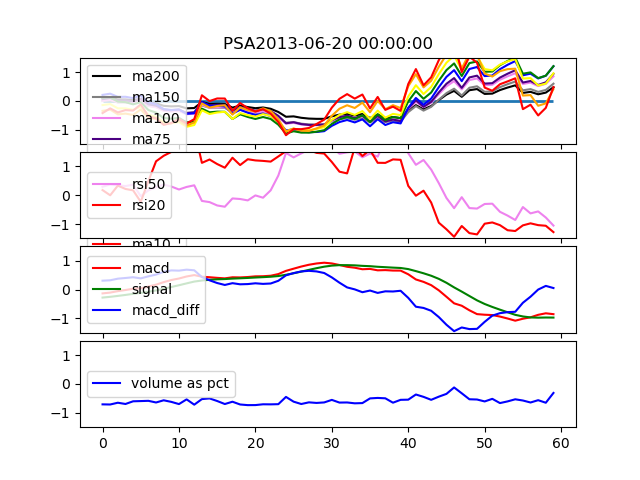 PSA2013-06-20 00:00:00
1
0
−1
ma200
ma150
ma100
ma75
1
0
−1
rsi50
rsi20
ma10
1
0
−1
macd
signal
macd_diff
1
0
−1
volume as pct
0 10 20 30 40 50 60